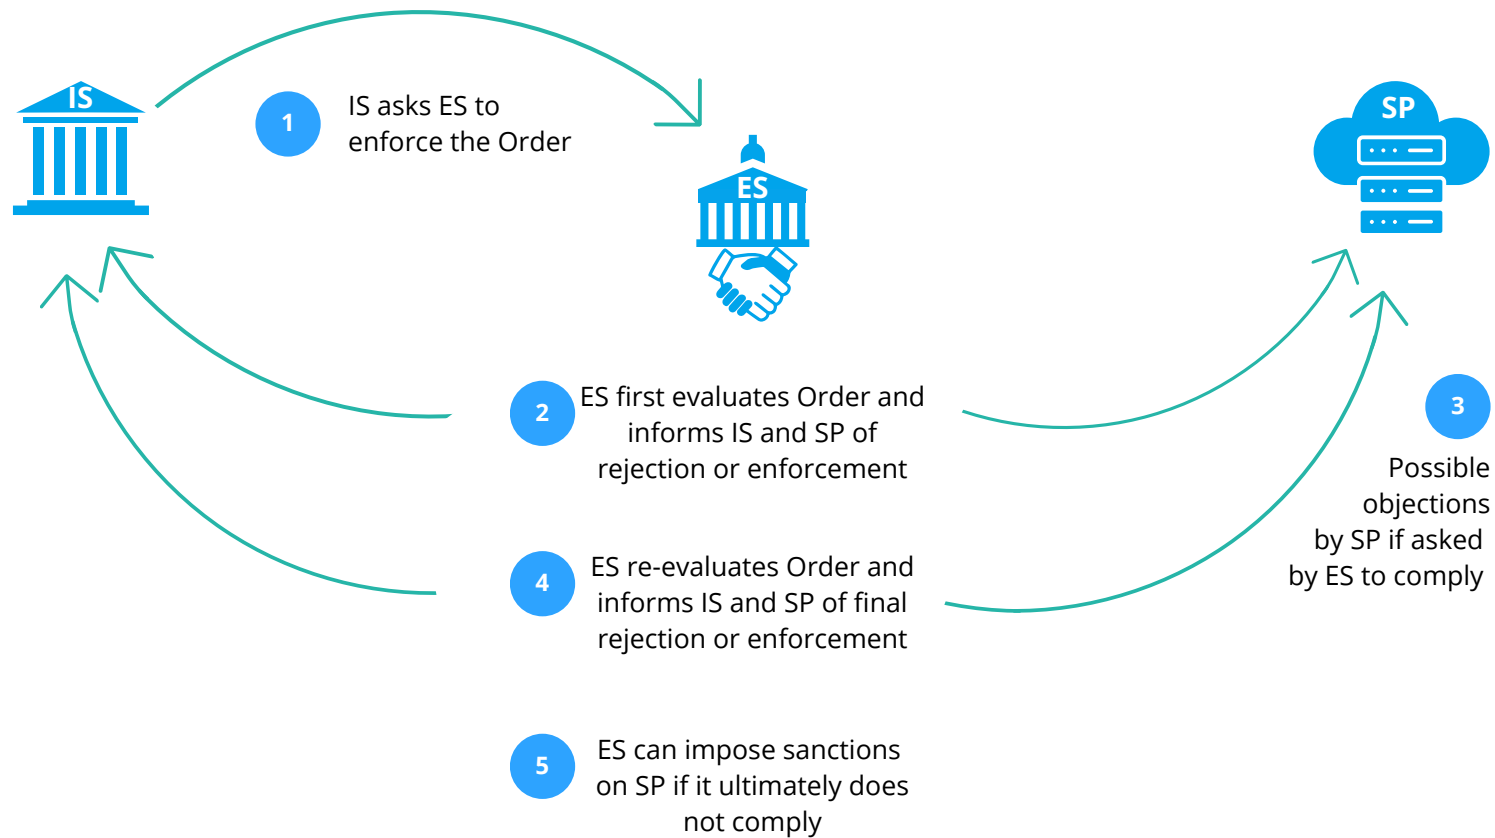 IS
1
IS asks ES to
enforce the Order
ES
SP
2
ES first evaluates Order and
informs IS and SP of
rejection or enforcement
3
Possible
objections
by SP if asked
by ES to comply
4
ES re-evaluates Order and
informs IS and SP of final
rejection or enforcement
5
ES can impose sanctions
on SP if it ultimately does
not comply